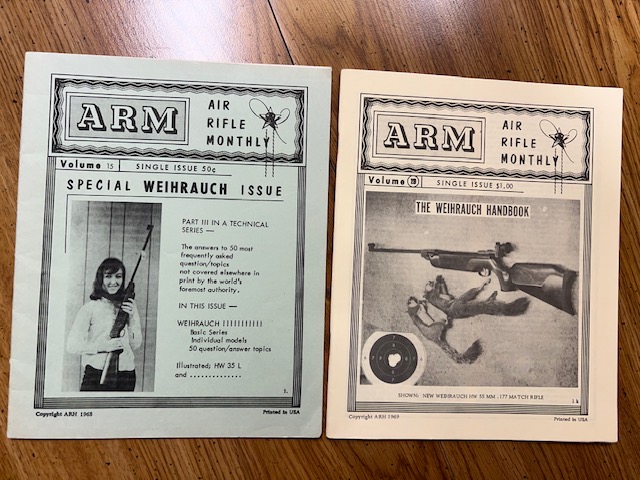 ARM
AIR
RIFLE
MONTHLY
Volume 15
SINGLE ISSUE 50¢
SPECIAL WEIHRAUCH ISSUE
PART III IN A TECHNICAL
SERIES —
The answers to 50 most
frequently asked
question/topics
not covered elsewhere in
print by the world's
foremost authority.
IN THIS ISSUE —
WEIHRAUCH !!!!!!!!!!!
Basic Series
Individual models
50 question/answer topics
Illustrated; HW 35 L
and ..............
Copyright ARH 1968
Printed in USA
ARM
AIR
RIFLE
MONTHLY
Volume 20
SINGLE ISSUE $1.00
THE WEIHRAUCH HANDBOOK
SHOWN: NEW WEIHRAUCH HW 55 MM .177 MATCH RIFLE
Copyright ARH 1969
Printed in USA